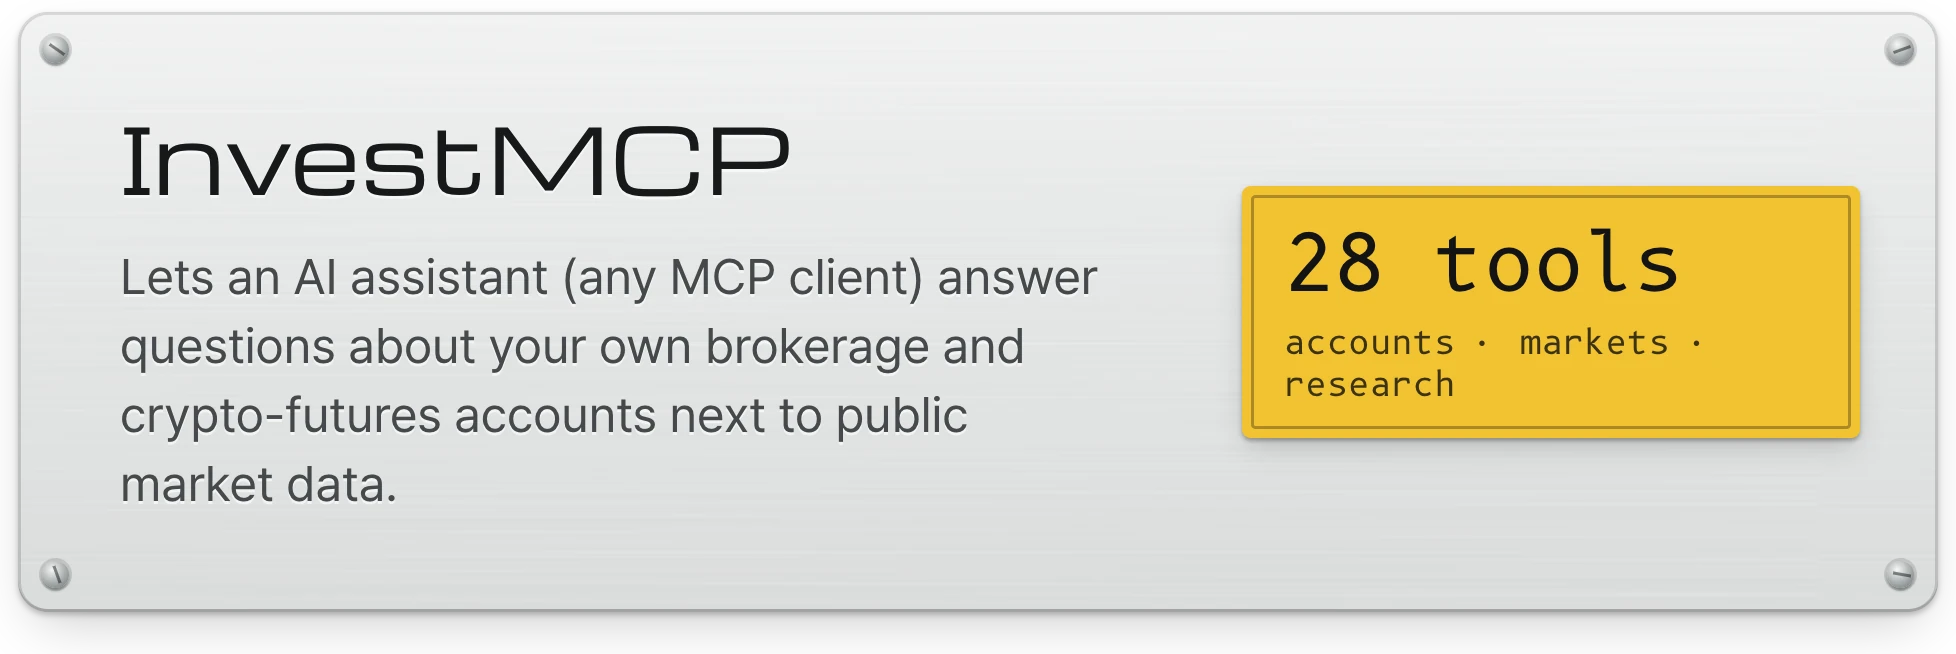 InvestMCP
Lets an AI assistant (any MCP client) answer
questions about your own brokerage and
crypto-futures accounts next to public
market data.
28 tools
accounts · markets ·
research